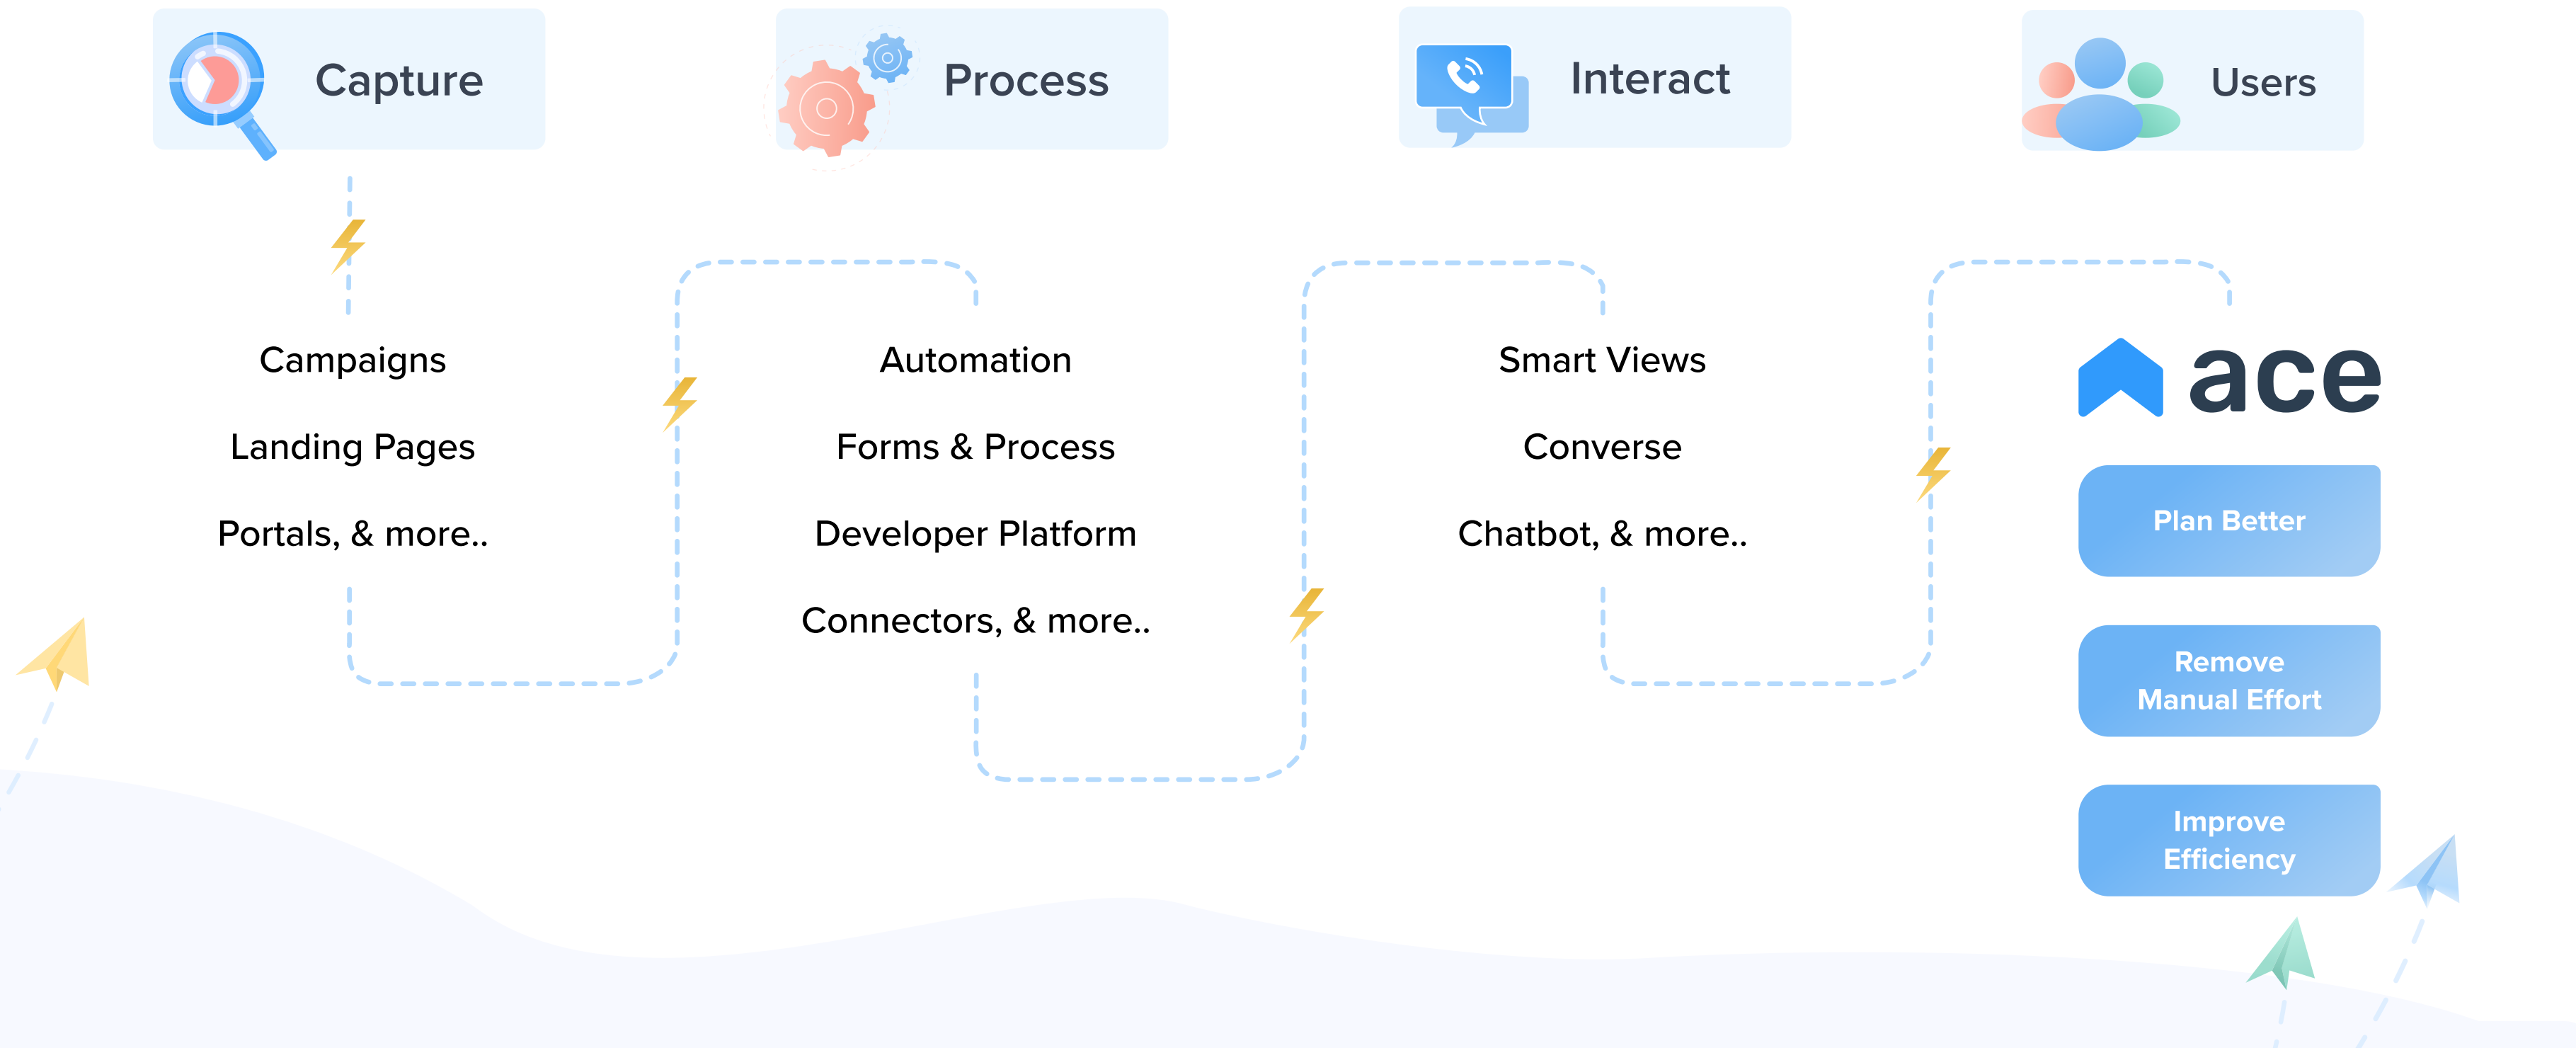 Capture
Process
Interact
Users
Campaigns
Landing Pages
Portals, & more..
Automation
Forms & Process
Developer Platform
Connectors, & more..
Smart Views
Converse
Chatbot, & more..
ace
Plan Better
Remove
Manual Effort
Improve
Efficiency